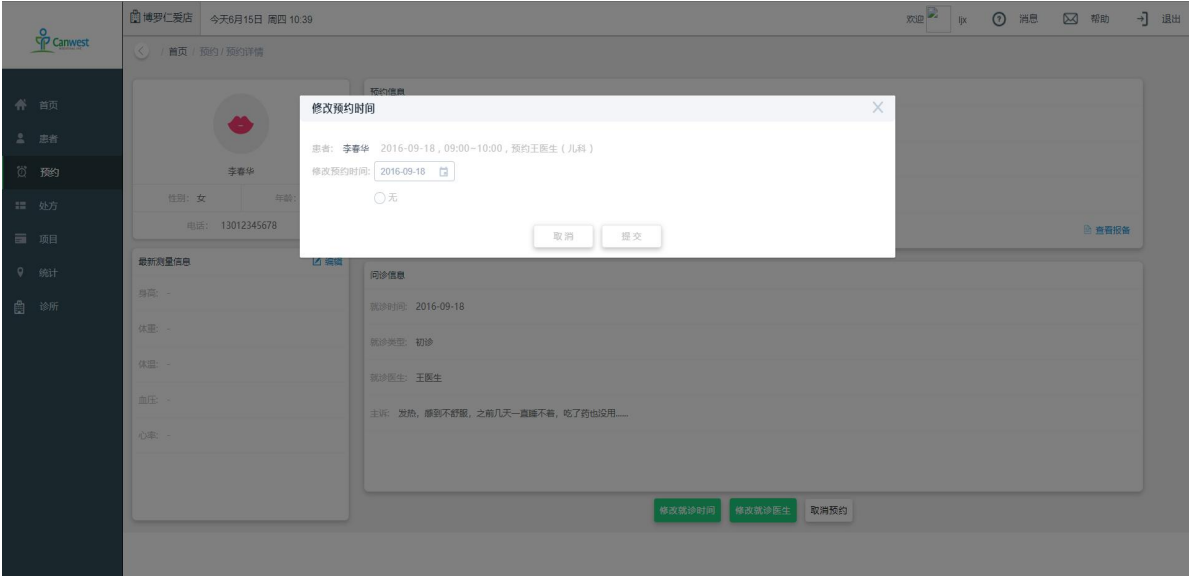 博罗仁爱店 今天6月15日 周四 10:39 欢迎 ljx 消息 帮助 退出
Canwest
/ 首页 / 预约 / 预约详情
首页
患者
预约
处方
项目
统计
诊所
预约信息
修改预约时间
患者: 李春华 2016-09-18 , 09:00~10:00 , 预约王医生 ( 儿科 )
修改预约时间: 2016-09-18
无
取消 提交
李春华
性别: 女 年龄:
电话: 13012345678
查看报备
最新测量信息 编辑
身高: -
体重: -
体温: -
血压: -
心率: -
问诊信息
就诊时间: 2016-09-18
就诊类型: 初诊
就诊医生: 王医生
主诉: 发热, 感到不舒服, 之前几天一直睡不着, 吃了药也没用......
修改就诊时间 修改就诊医生 取消预约